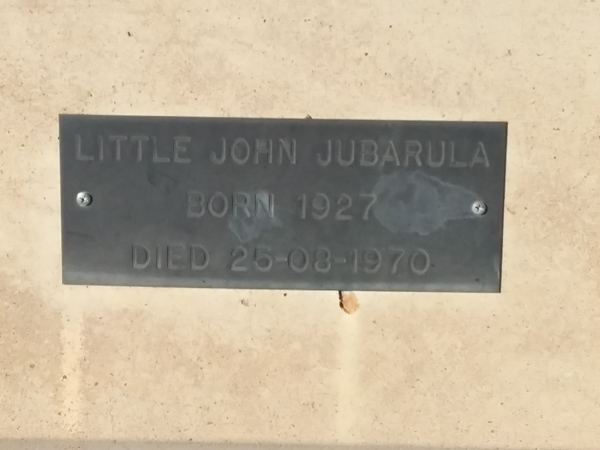 LITTLE JOHN JUBARULA
BORN 1927
DIED 25-08-1970